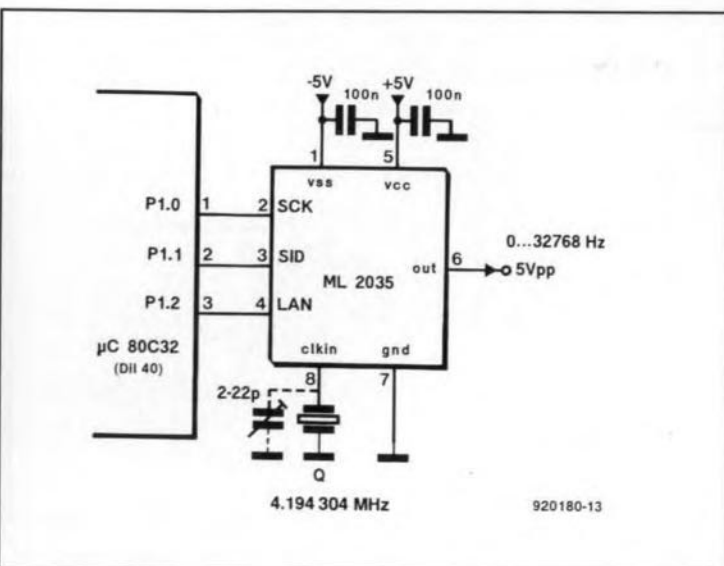 -5V +5V
100n 100n
1 5
vss vcc
P1.0 1 2 SCK
0...32768 Hz
P1.1 2 3 SID
out 6 5Vpp
ML 2035
P1.2 3 4 LAN
µC 80C32
(Dil 40)
clkin gnd
2-22p 8 7
Q
4.194 304 MHz
920180-13